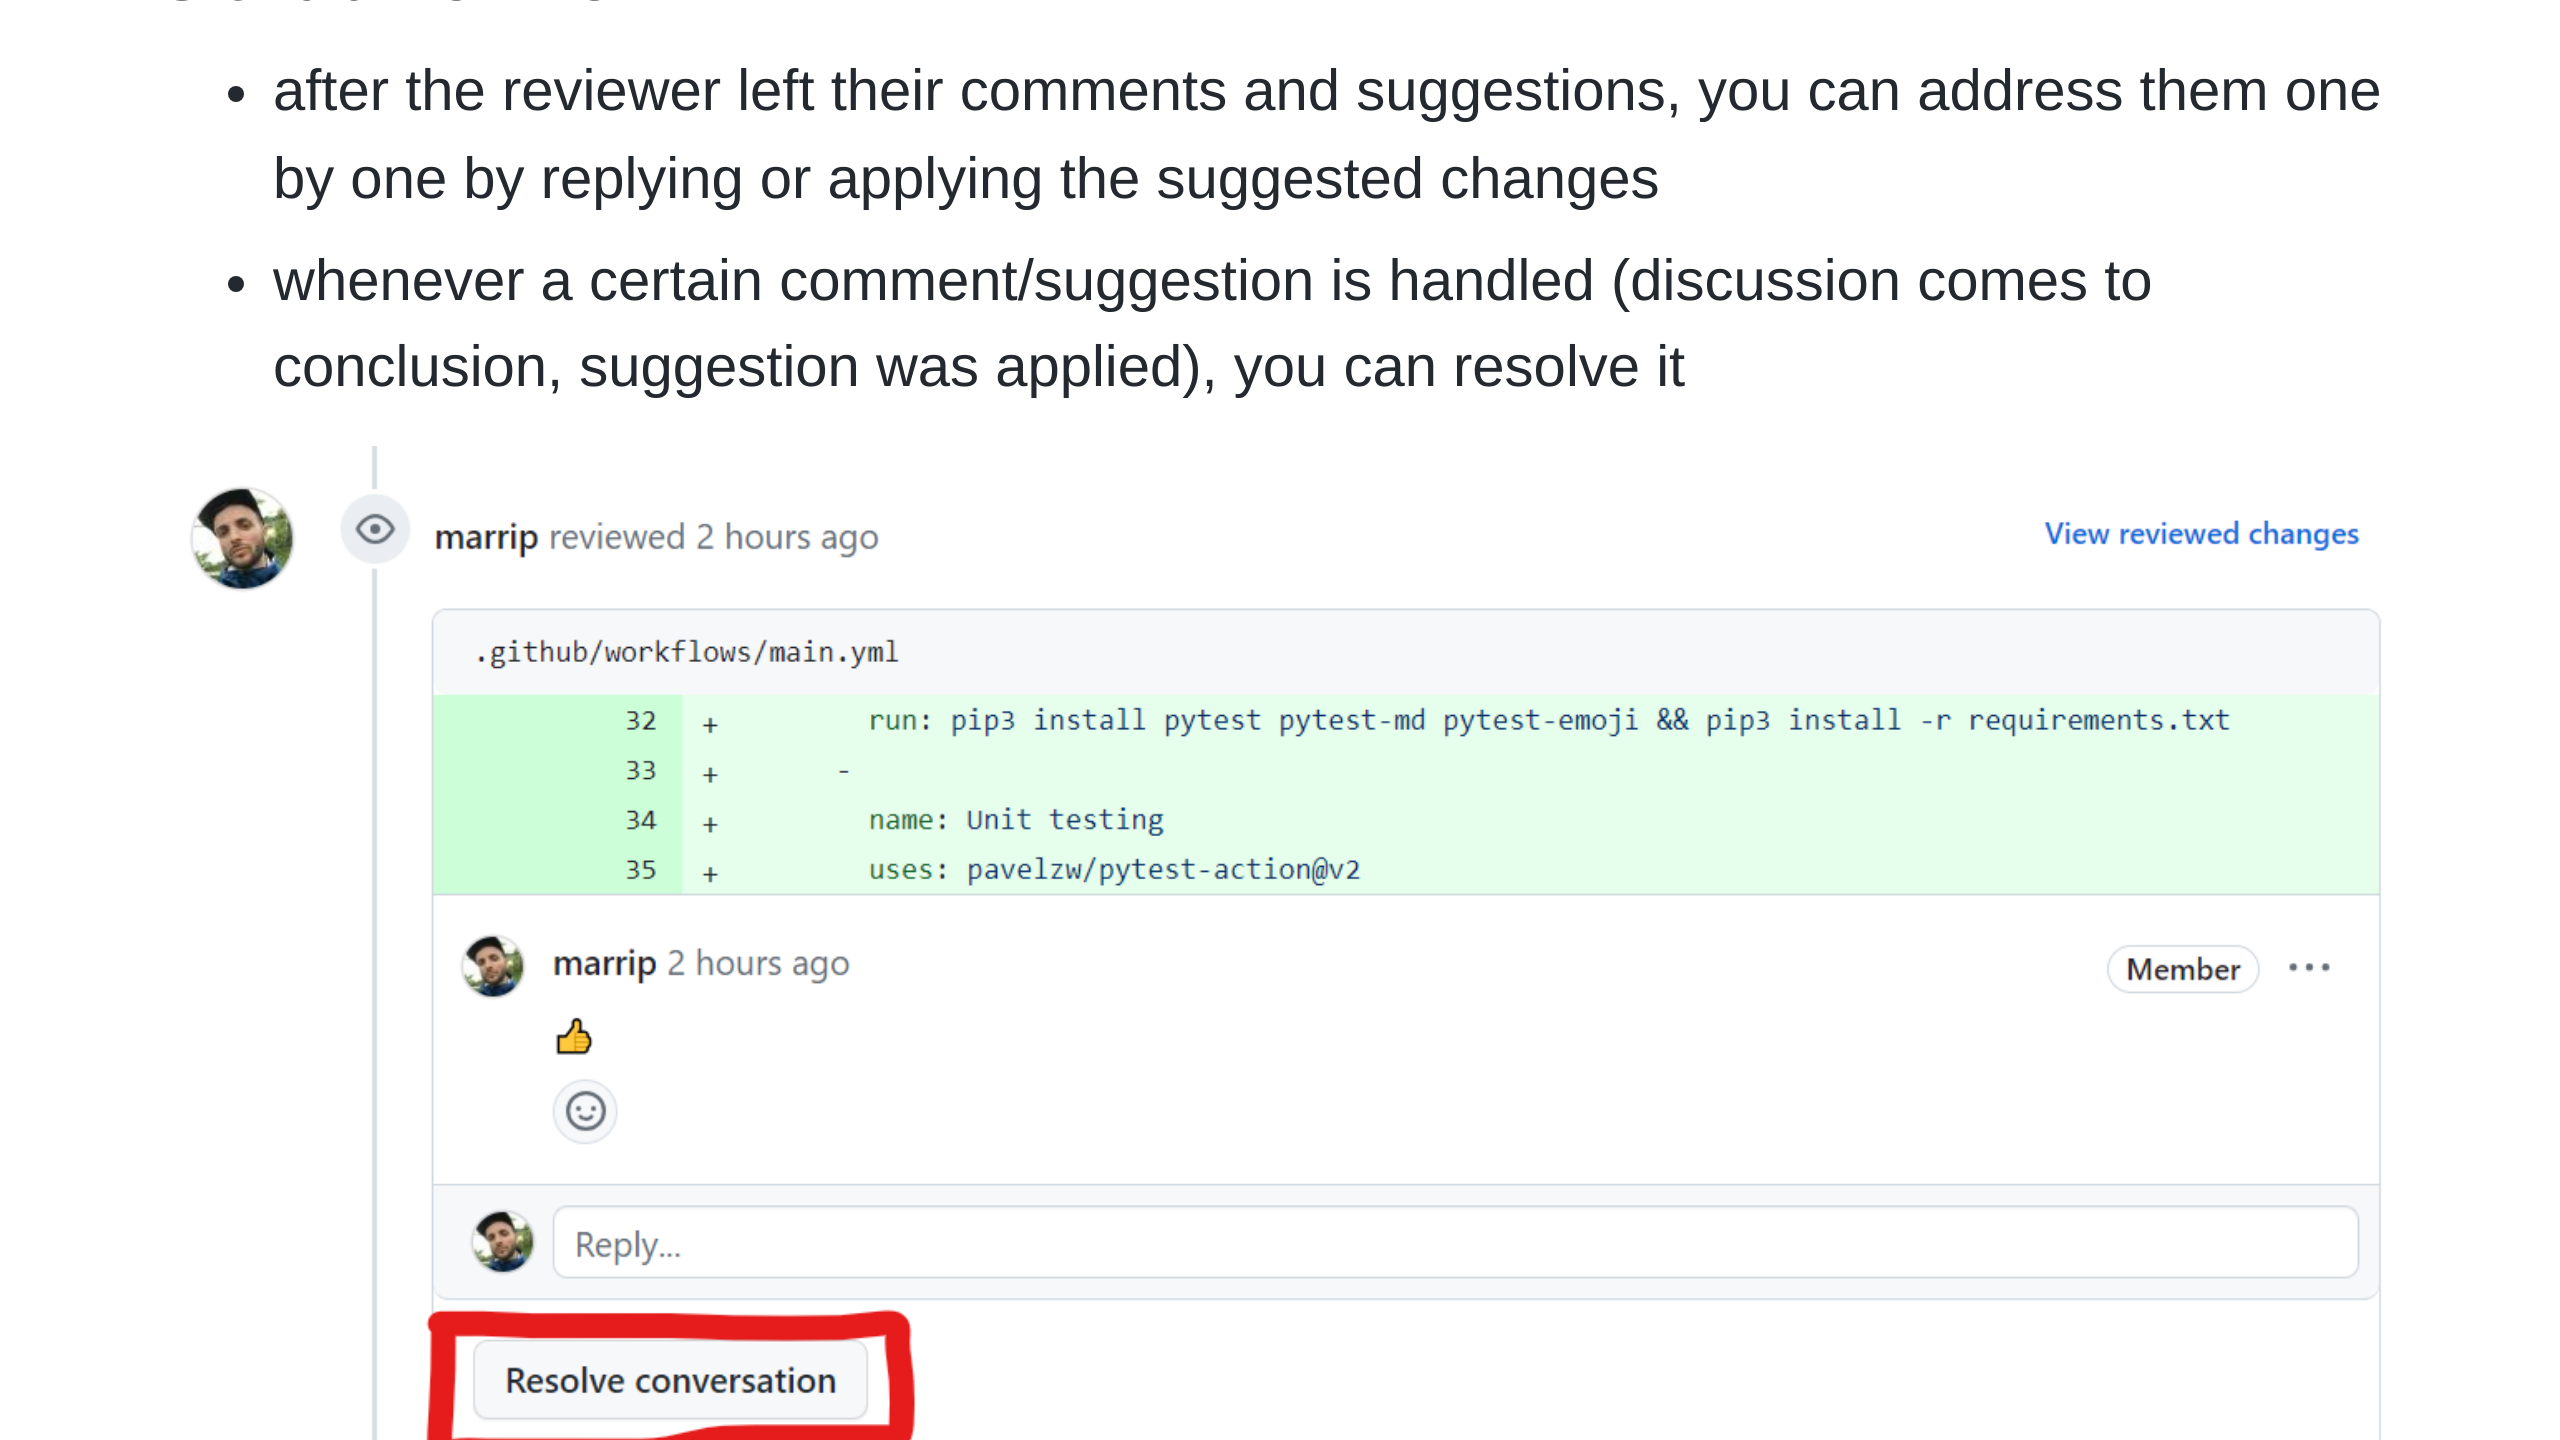 • after the reviewer left their comments and suggestions, you can address them one
by one by replying or applying the suggested changes
• whenever a certain comment/suggestion is handled (discussion comes to
conclusion, suggestion was applied), you can resolve it
marrip reviewed 2 hours ago View reviewed changes
.github/workflows/main.yml
32 + run: pip3 install pytest pytest-md pytest-emoji && pip3 install -r requirements.txt
33 + -
34 + name: Unit testing
35 + uses: pavelzw/pytest-action@v2
marrip 2 hours ago Member ...
👍
Reply...
Resolve conversation